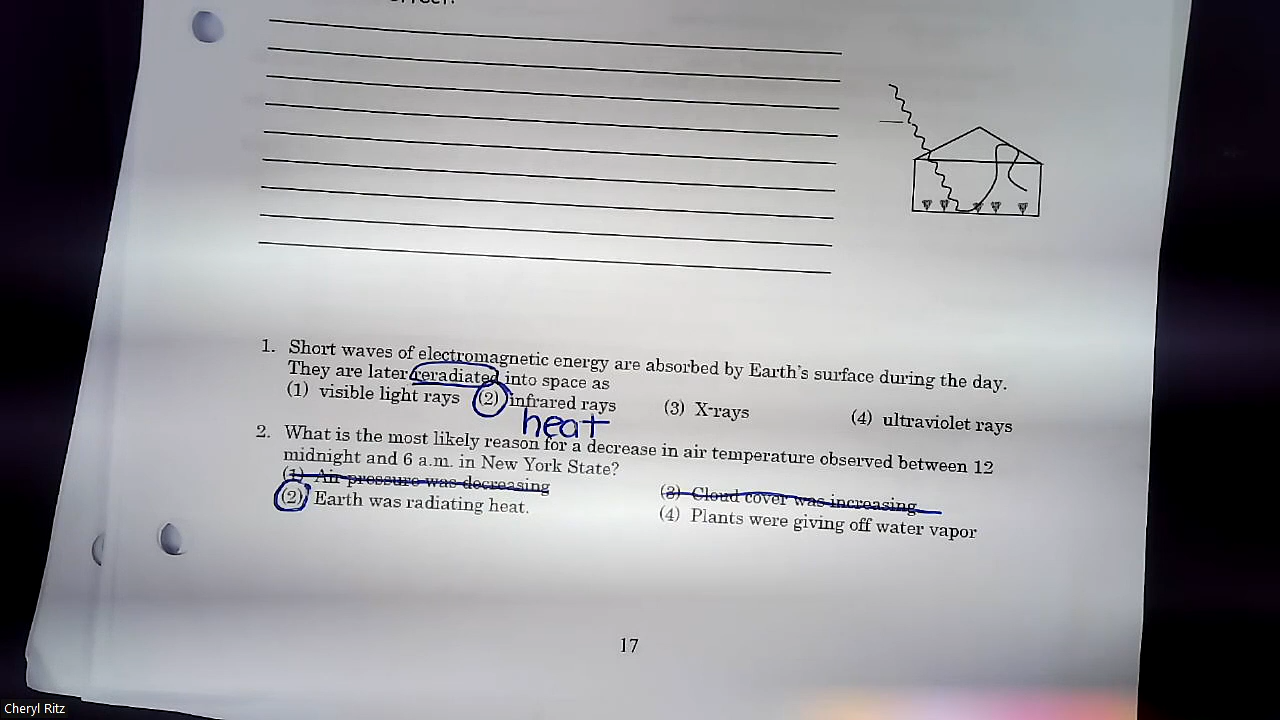 1. Short waves of electromagnetic energy are absorbed by Earth's surface during the day.
They are later reradiated into space as
(1) visible light rays (2) infrared rays (3) X-rays (4) ultraviolet rays
heat
2. What is the most likely reason for a decrease in air temperature observed between 12
midnight and 6 a.m. in New York State?
(1) Air pressure was decreasing (3) Cloud cover was increasing
(2) Earth was radiating heat. (4) Plants were giving off water vapor
17
Cheryl Ritz